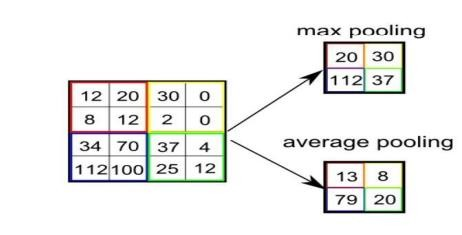 max pooling
20 30
112 37
12 20 30 0
8 12 2 0
34 70 37 4
112 100 25 12
average pooling
13 8
79 20